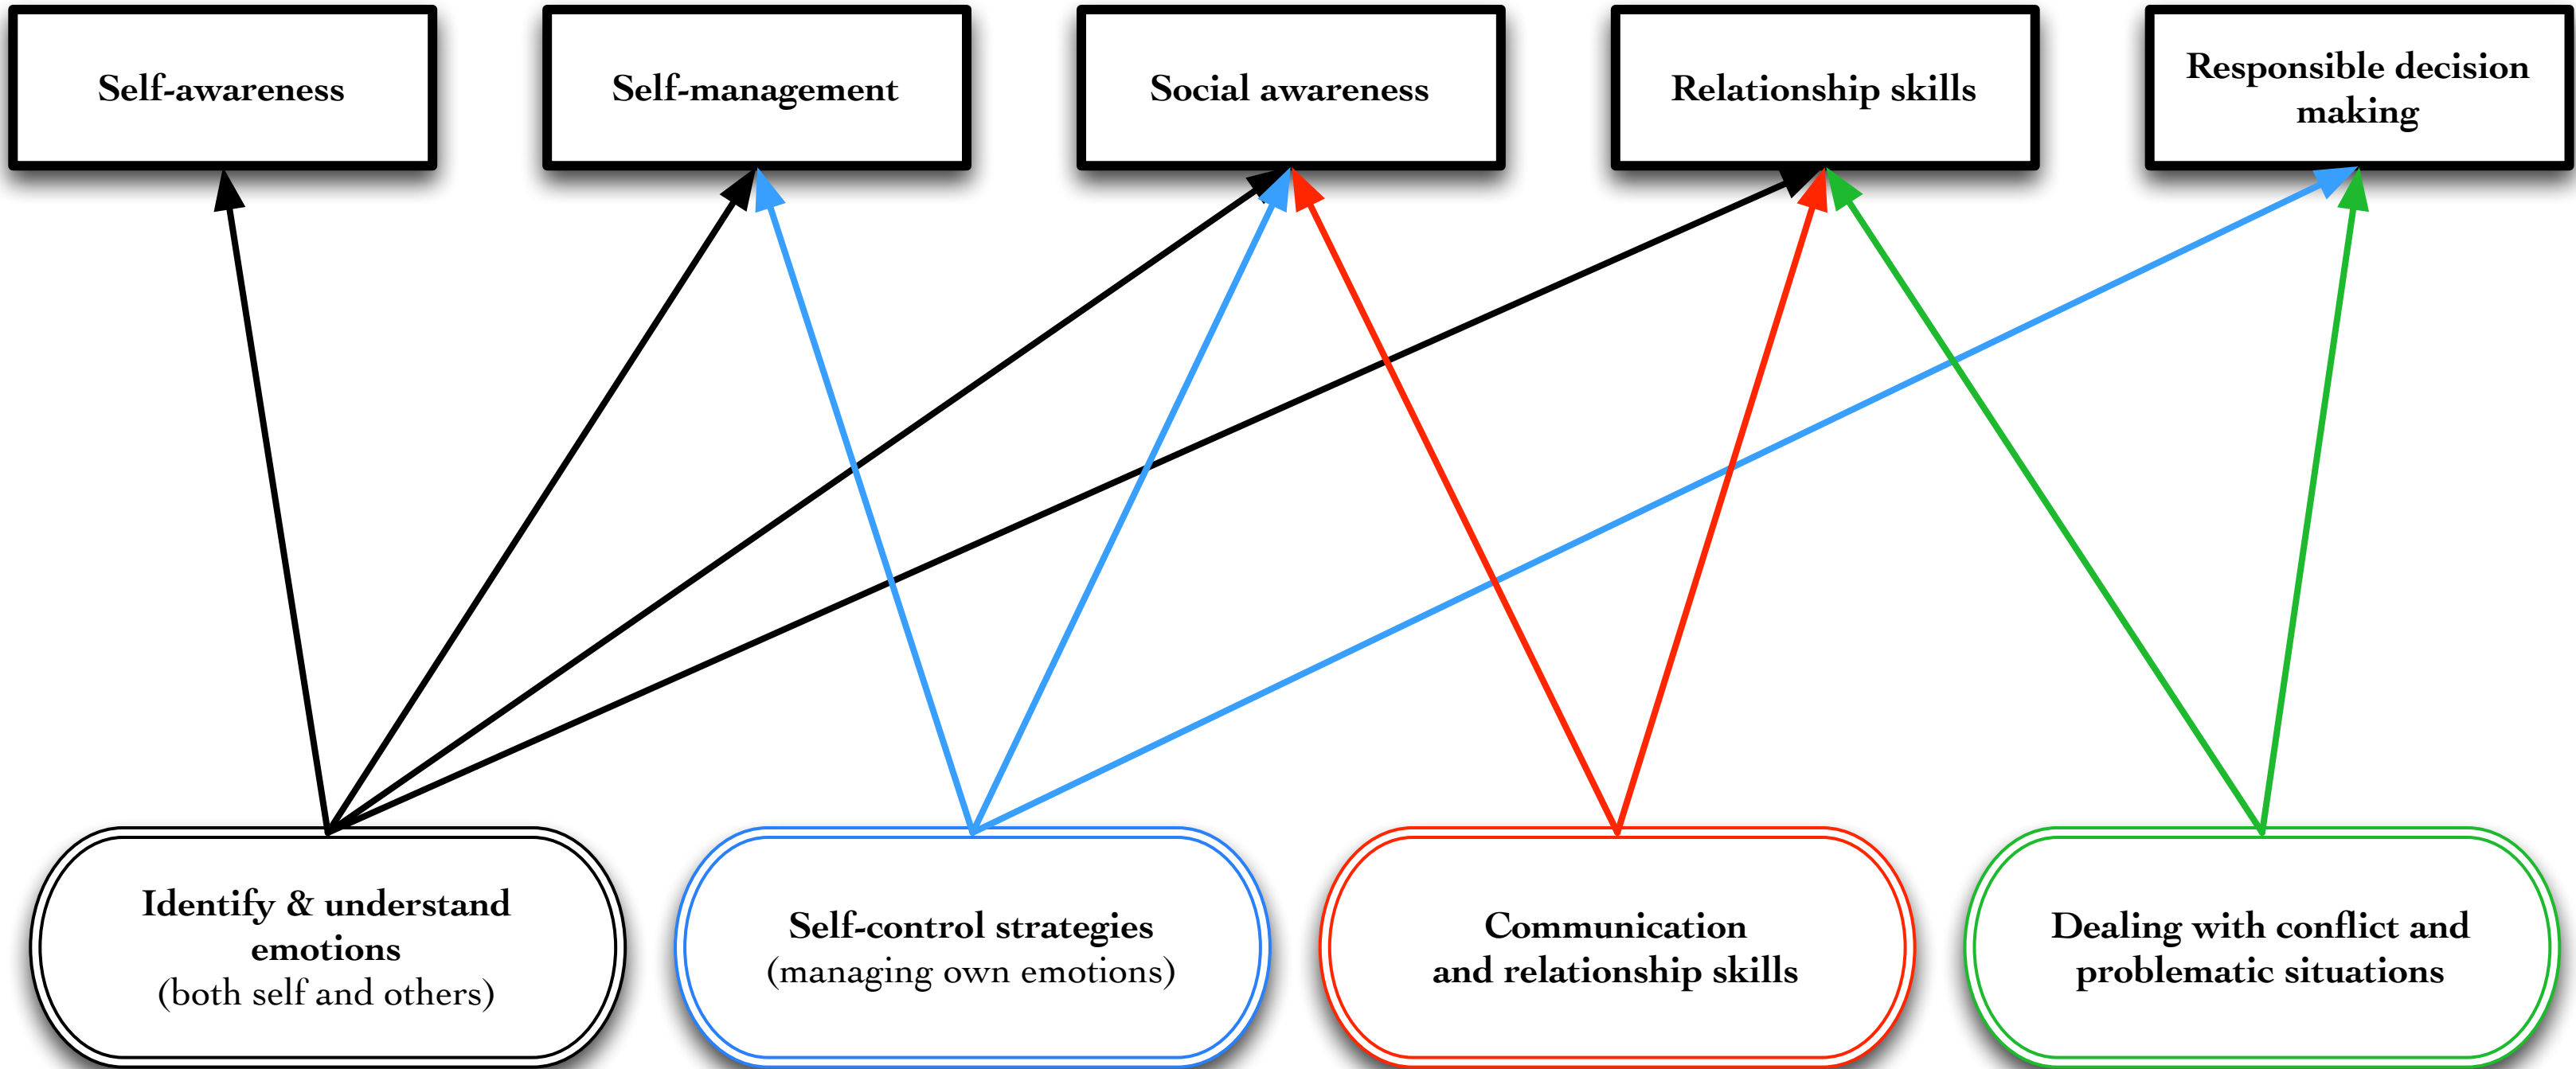 Self-awareness
Self-management
Social awareness
Relationship skills
Responsible decision
making
Identify & understand
emotions
(both self and others)
Self-control strategies
(managing own emotions)
Communication
and relationship skills
Dealing with conflict and
problematic situations